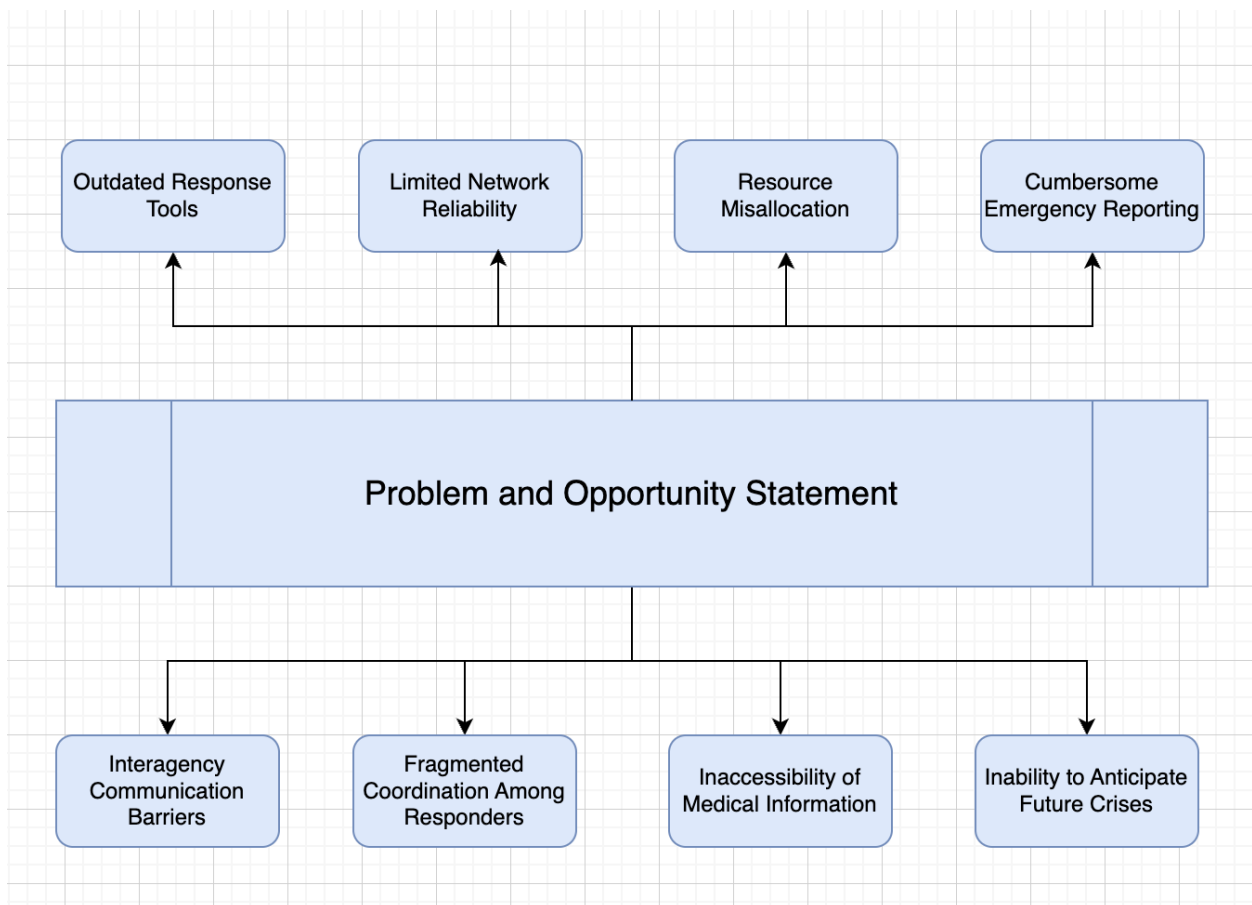 Outdated Response
Tools
Limited Network
Reliability
Resource
Misallocation
Cumbersome
Emergency Reporting
Problem and Opportunity Statement
Interagency
Communication
Barriers
Fragmented
Coordination Among
Responders
Inaccessibility of
Medical Information
Inability to Anticipate
Future Crises